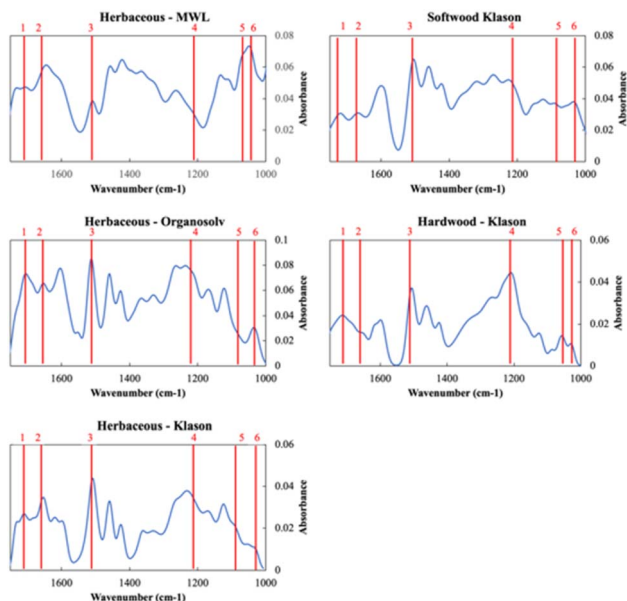 Herbaceous - MWL
1 2 3 4 5 6
0.08
0.06
0.04
0.02
0
Absorbance
1600 1400 1200 1000
Wavenumber (cm-1)
Softwood Klason
1 2 3 4 5 6
0.08
0.06
0.04
0.02
0
Absorbance
1600 1400 1200 1000
Wavenumber (cm-1)
Herbaceous - Organosolv
1 2 3 4 5 6
0.1
0.08
0.06
0.04
0.02
0
Absorbance
1600 1400 1200 1000
Wavenumber (cm-1)
Hardwood - Klason
1 2 3 4 5 6
0.06
0.04
0.02
0
Absorbance
1600 1400 1200 1000
Wavenumber (cm-1)
Herbaceous - Klason
1 2 3 4 5 6
0.06
0.04
0.02
0
Absorbance
1600 1400 1200 1000
Wavenumber (cm-1)